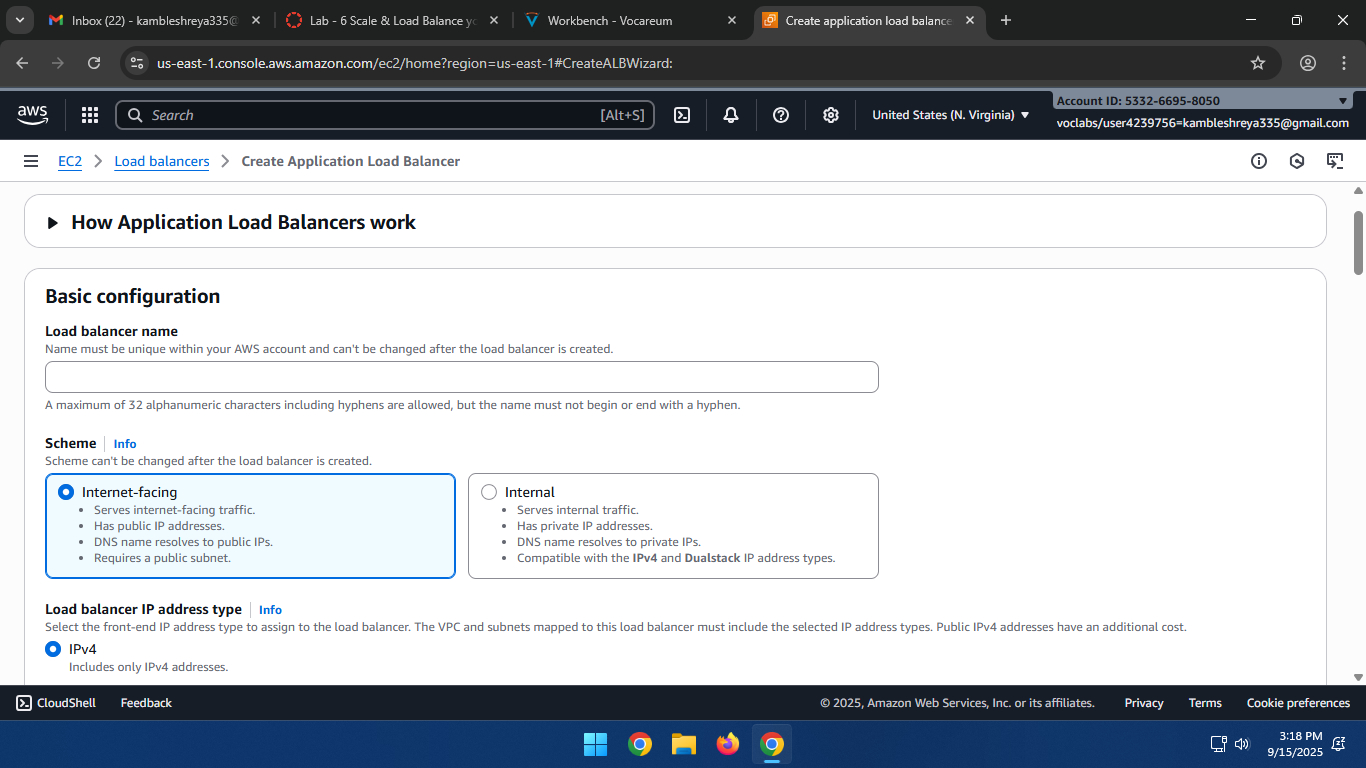 Inbox (22) - kambleshreya335@
Lab - 6 Scale & Load Balance yo
Workbench - Vocareum
Create application load balance
us-east-1.console.aws.amazon.com/ec2/home?region=us-east-1#CreateALBWizard:
aws
Search
[Alt+S]
United States (N. Virginia)
Account ID: 5332-6695-8050
voclabs/user4239756=kambleshreya335@gmail.com
EC2
Load balancers
Create Application Load Balancer
How Application Load Balancers work
Basic configuration
Load balancer name
Name must be unique within your AWS account and can't be changed after the load balancer is created.
A maximum of 32 alphanumeric characters including hyphens are allowed, but the name must not begin or end with a hyphen.
Scheme
Info
Scheme can't be changed after the load balancer is created.
Internet-facing
• Serves internet-facing traffic.
• Has public IP addresses.
• DNS name resolves to public IPs.
• Requires a public subnet.
Internal
• Serves internal traffic.
• Has private IP addresses.
• DNS name resolves to private IPs.
• Compatible with the IPv4 and Dualstack IP address types.
Load balancer IP address type
Info
Select the front-end IP address type to assign to the load balancer. The VPC and subnets mapped to this load balancer must include the selected IP address types. Public IPv4 addresses have an additional cost.
IPv4
Includes only IPv4 addresses.
CloudShell
Feedback
© 2025, Amazon Web Services, Inc. or its affiliates.
Privacy
Terms
Cookie preferences
3:18 PM
9/15/2025